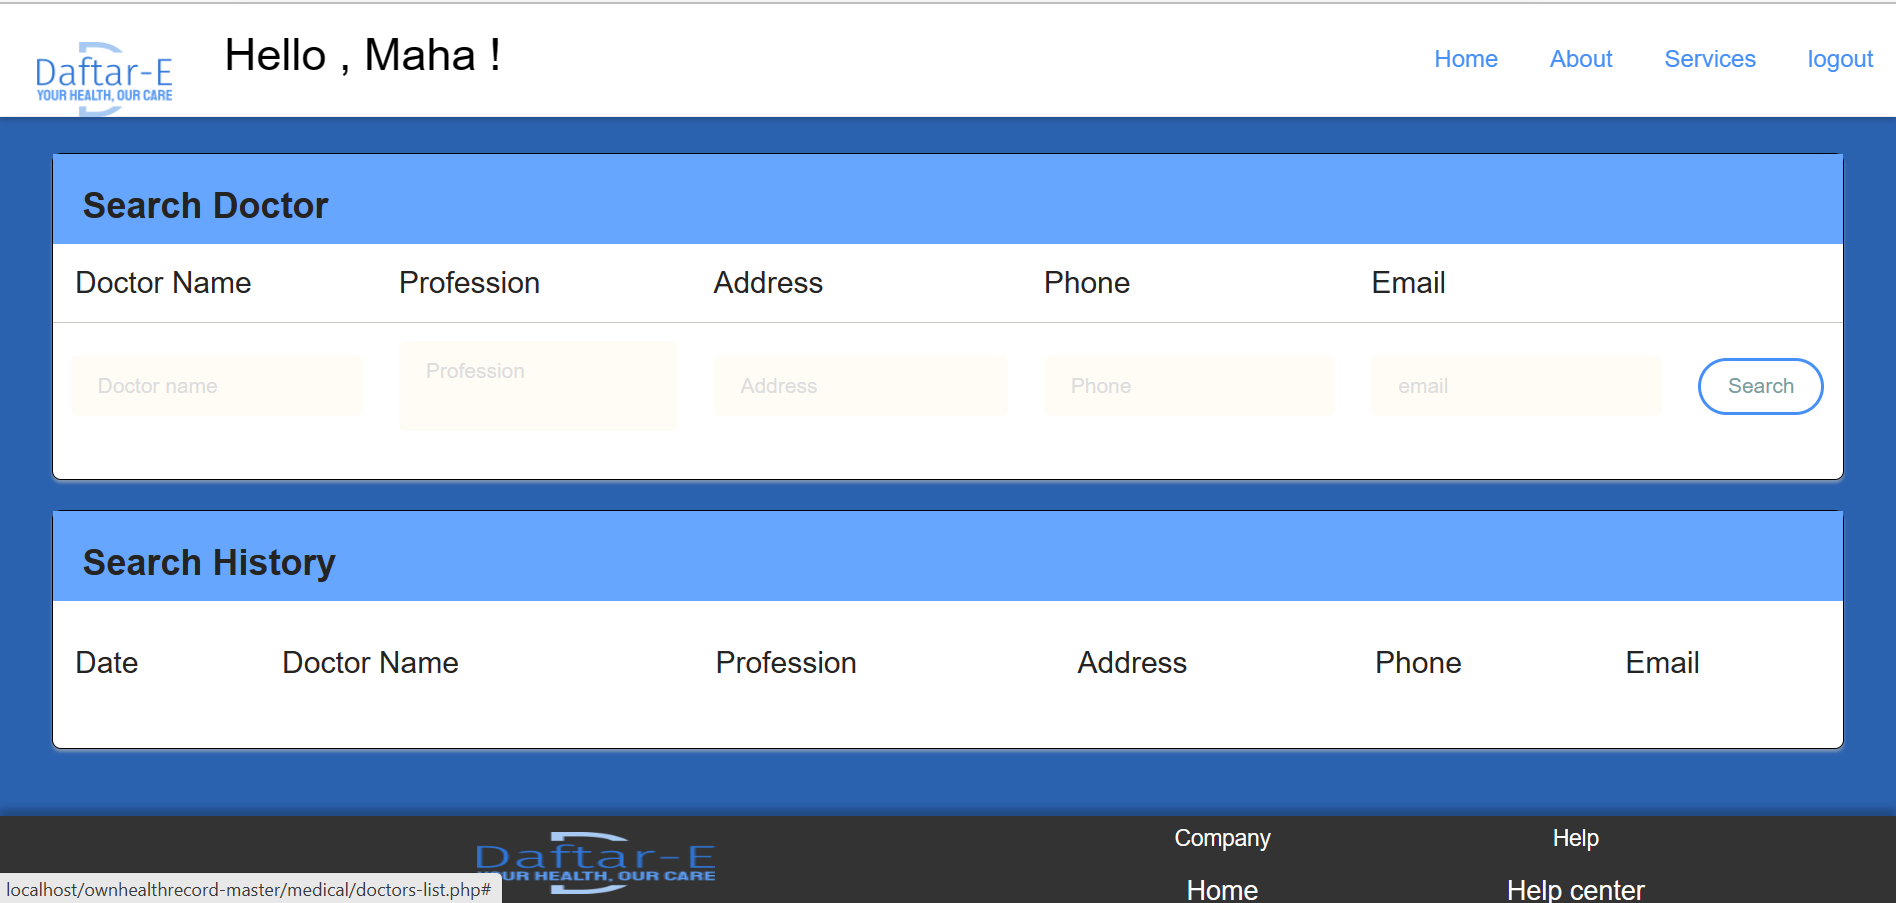 Daftar-E
YOUR HEALTH, OUR CARE
Hello , Maha !
Home About Services logout
Search Doctor
Doctor Name Profession Address Phone Email
Doctor name Profession Address Phone email Search
Search History
Date Doctor Name Profession Address Phone Email
Daftar-E
YOUR HEALTH, OUR CARE
Company Help
Home Help center
localhost/ownhealthrecord-master/medical/doctors-list.php#